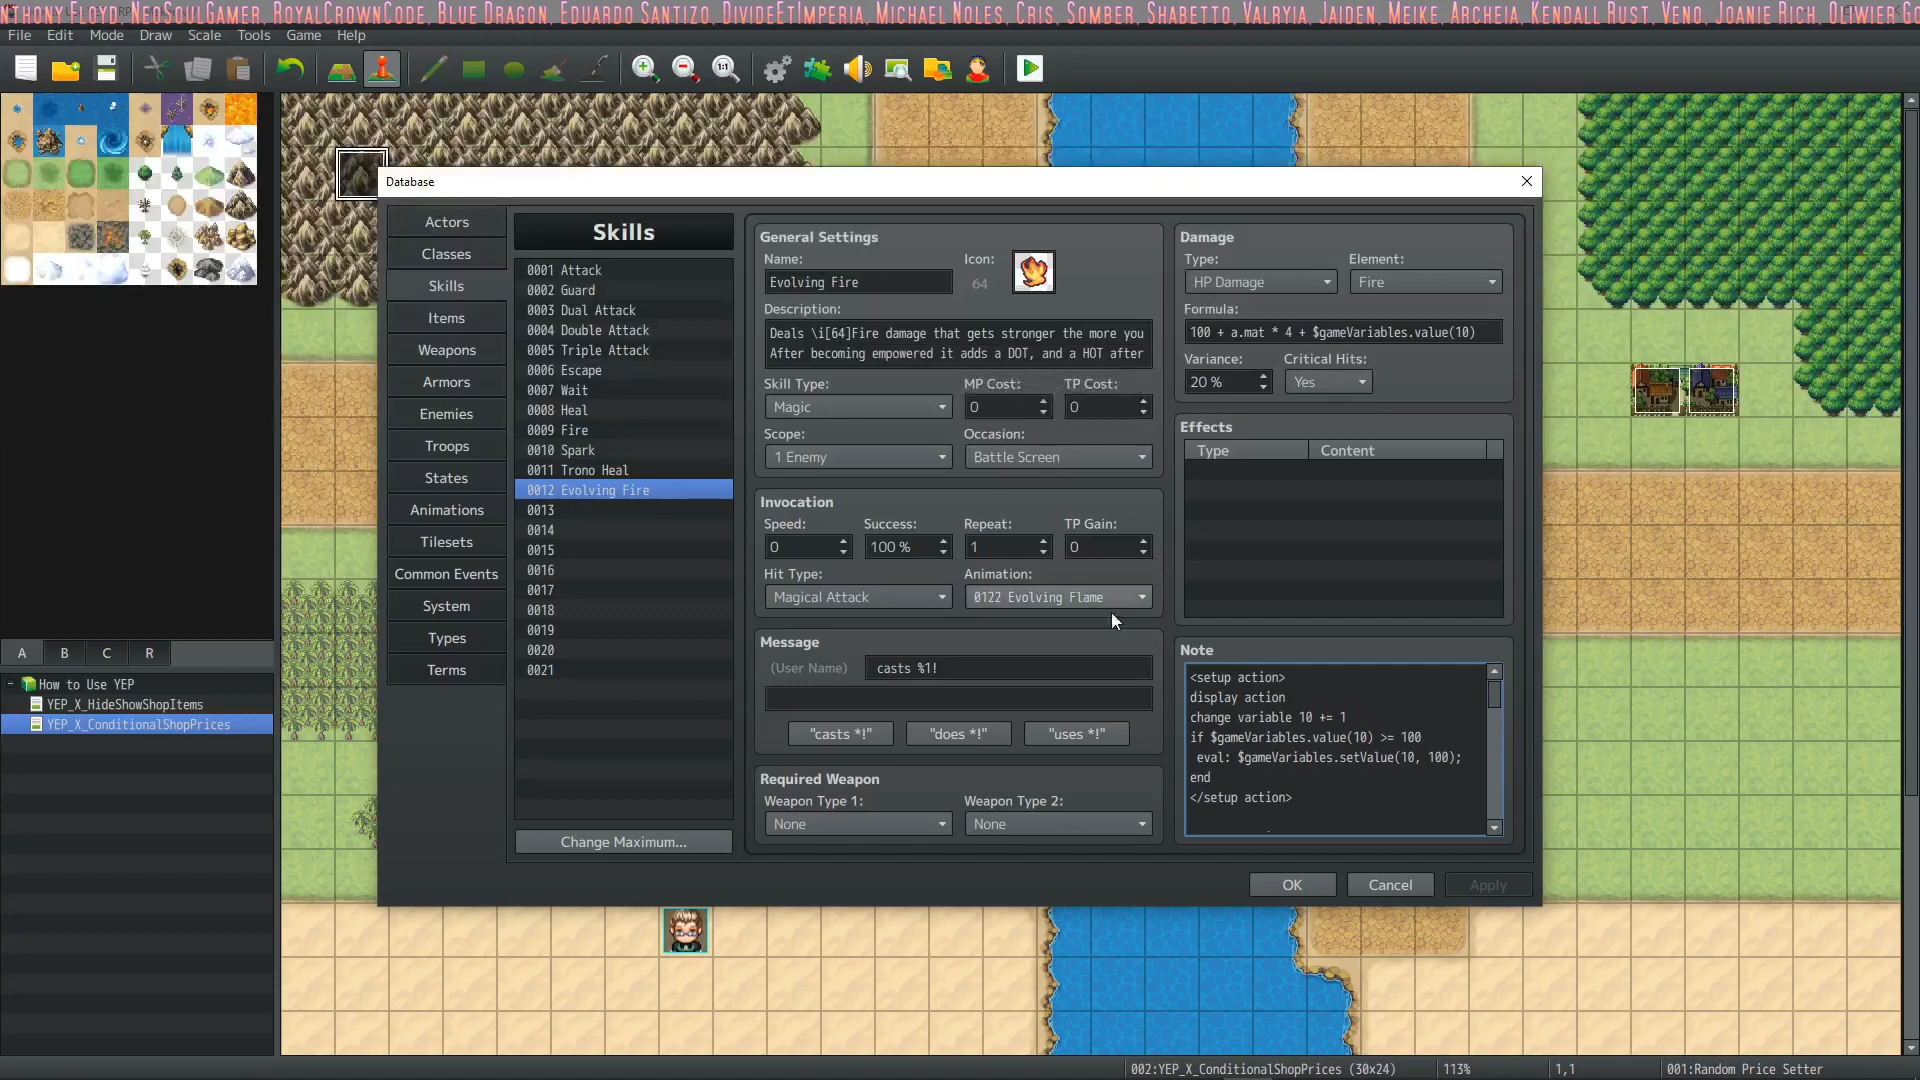 NTHONY FLOYD, NEOSOULGAMER, ROYALCROWNCODE, BLUE DRAGON, EDUARDO SANTIZO, DIVIDEETIMPERIA, MICHAEL NOLES, CRIS, SOMBER, SHABETTO, VALRYIA, JAIDEN, MEIKE, ARCHEIA, KENDALL RUST, VENO, JOANIE RICH, OLIWIER GO
File Edit Mode Draw Scale Tools Game Help
Database
Actors
Classes
Skills
Items
Weapons
Armors
Enemies
Troops
States
Animations
Tilesets
Common Events
System
Types
Terms
Skills
0001 Attack
0002 Guard
0003 Dual Attack
0004 Double Attack
0005 Triple Attack
0006 Escape
0007 Wait
0008 Heal
0009 Fire
0010 Spark
0011 Trono Heal
0012 Evolving Fire
0013
0014
0015
0016
0017
0018
0019
0020
0021
Change Maximum...
General Settings
Name: Icon:
Evolving Fire 64
Description:
Deals \i[64]Fire damage that gets stronger the more you
After becoming empowered it adds a DOT, and a HOT after
Skill Type: MP Cost: TP Cost:
Magic 0 0
Scope: Occasion:
1 Enemy Battle Screen
Invocation
Speed: Success: Repeat: TP Gain:
0 100 % 1 0
Hit Type: Animation:
Magical Attack 0122 Evolving Flame
Message
(User Name) casts %1!
"casts *!" "does *!" "uses *!"
Required Weapon
Weapon Type 1: Weapon Type 2:
None None
Damage
Type: Element:
HP Damage Fire
Formula:
100 + a.mat * 4 + $gameVariables.value(10)
Variance: Critical Hits:
20 % Yes
Effects
Type Content
Note
<setup action>
display action
change variable 10 += 1
if $gameVariables.value(10) >= 100
eval: $gameVariables.setValue(10, 100);
end
</setup action>
OK Cancel Apply
A B C R
How to Use YEP
YEP_X_HideShowShopItems
YEP_X_ConditionalShopPrices
002:YEP_X_ConditionalShopPrices (30x24) 113% 1,1 001:Random Price Setter